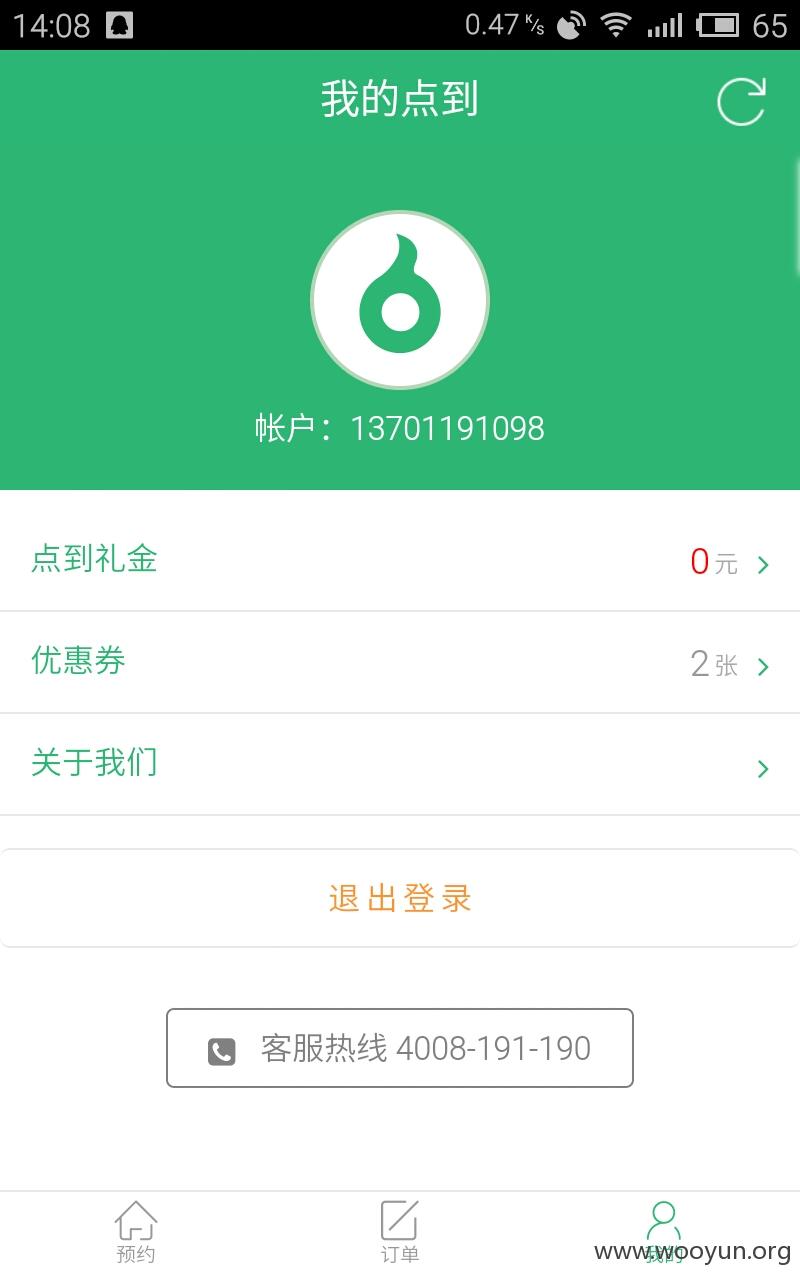 14:08 0.47 K/s 65
我的点到
帐户：13701191098
点到礼金 0 元
优惠券 2 张
关于我们
退出登录
客服热线 4008-191-190
预约 订单 我的
www.wooyun.org